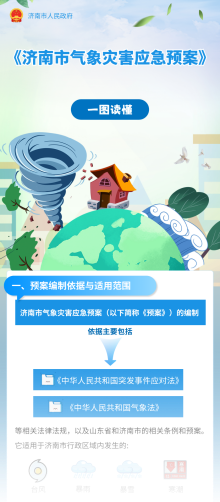 济南市人民政府
《济南市气象灾害应急预案》
一图读懂
一、预案编制依据与适用范围
济南市气象灾害应急预案（以下简称《预案》）的编制
依据主要包括
《中华人民共和国突发事件应对法》
《中华人民共和国气象法》
等相关法律法规，以及山东省和济南市的相关条例和预案。
它适用于济南市行政区域内发生的：
台风
暴雨